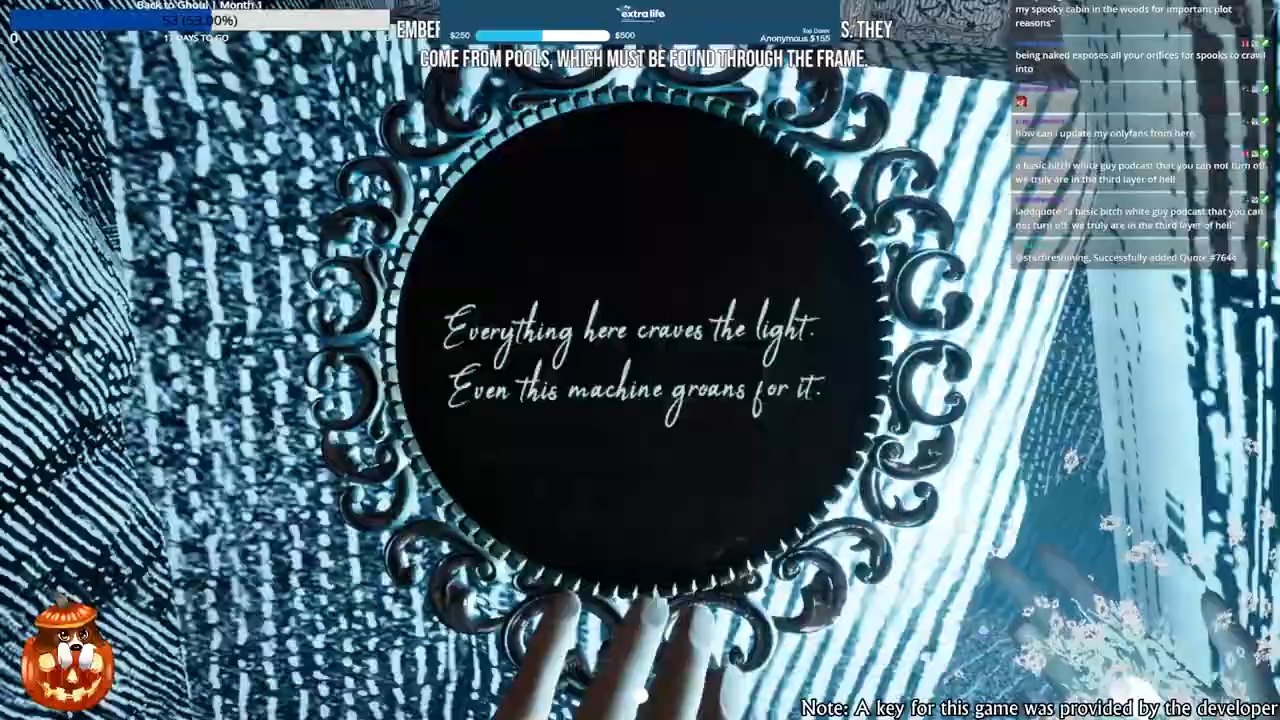 Back to Ghoul | Month 1
53 (53.00%)
0
17 DAYS TO GO
extra life
$250
$500
Top Donor
Anonymous $155
EMBER
S. THEY
COME FROM POOLS, WHICH MUST BE FOUND THROUGH THE FRAME.
Everything here craves the light.
Even this machine groans for it.
my spooky cabin in the woods for important plot
reasons"
being naked exposes all your orifices for spooks to crawl
into
how can i update my onlyfans from here
a basic bitch white guy podcast that you can not turn off
we truly are in the third layer of hell
!addquote "a basic bitch white guy podcast that you can
not turn off. we truly are in the third layer of hell"
@starfireshining, Successfully added Quote #764:
Note: A key for this game was provided by the developer